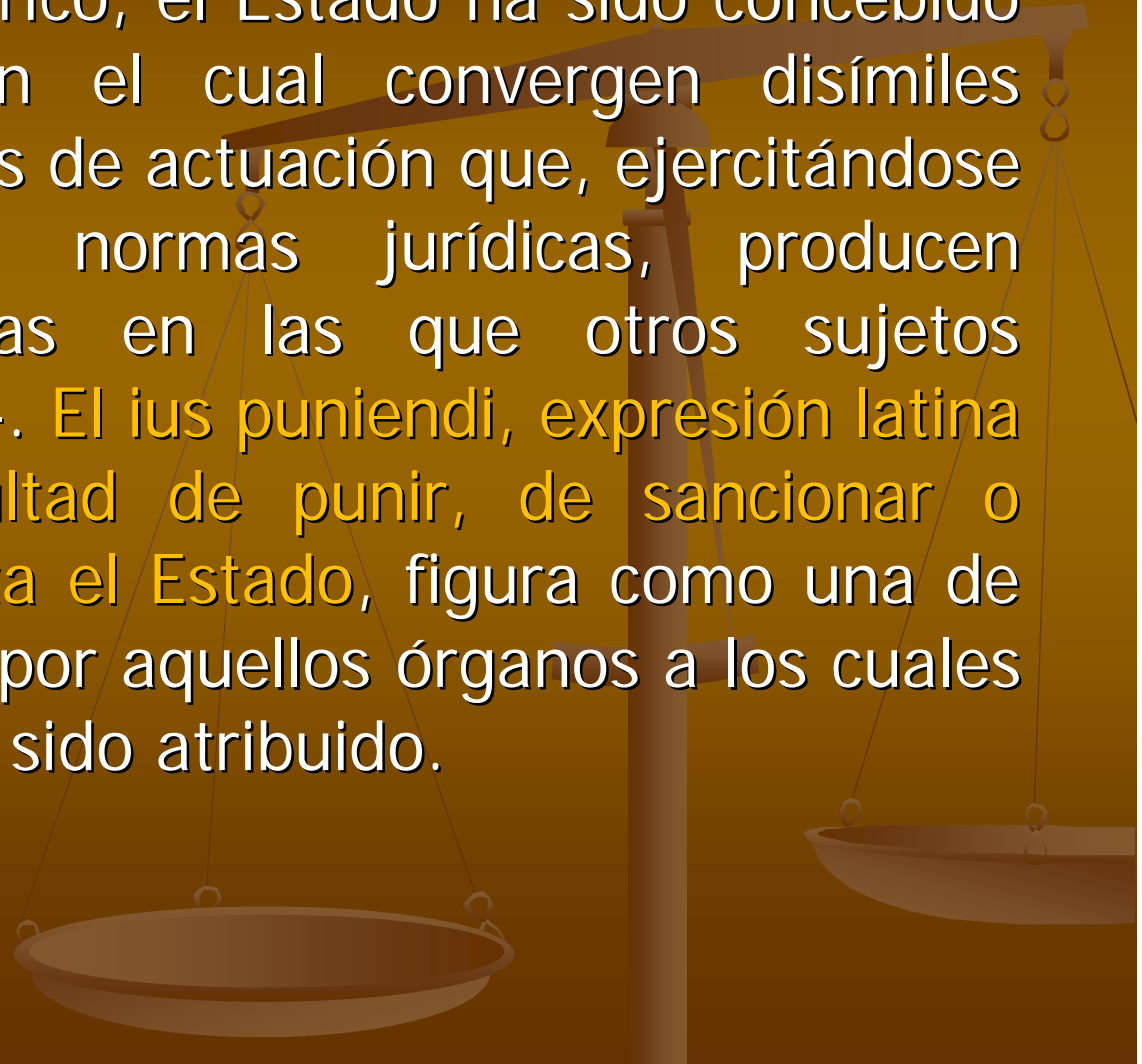 el Estado ha sido concebido
el cual convergen disímiles
de actuación que, ejercitándose
normas jurídicas, producen
en las que otros sujetos
. El ius puniendi, expresión latina
de punir, de sancionar o
el Estado, figura como una de
por aquellos órganos a los cuales
sido atribuido.